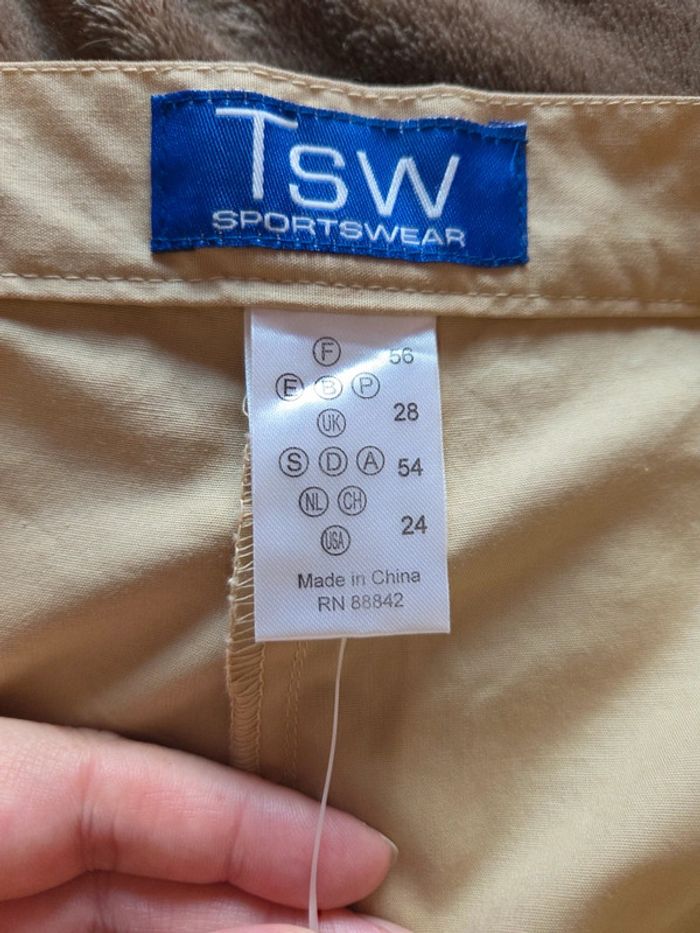 TSW
SPORTSWEAR
F 56
E B P
UK 28
S D A 54
NL CH
USA 24
Made in China
RN 88842